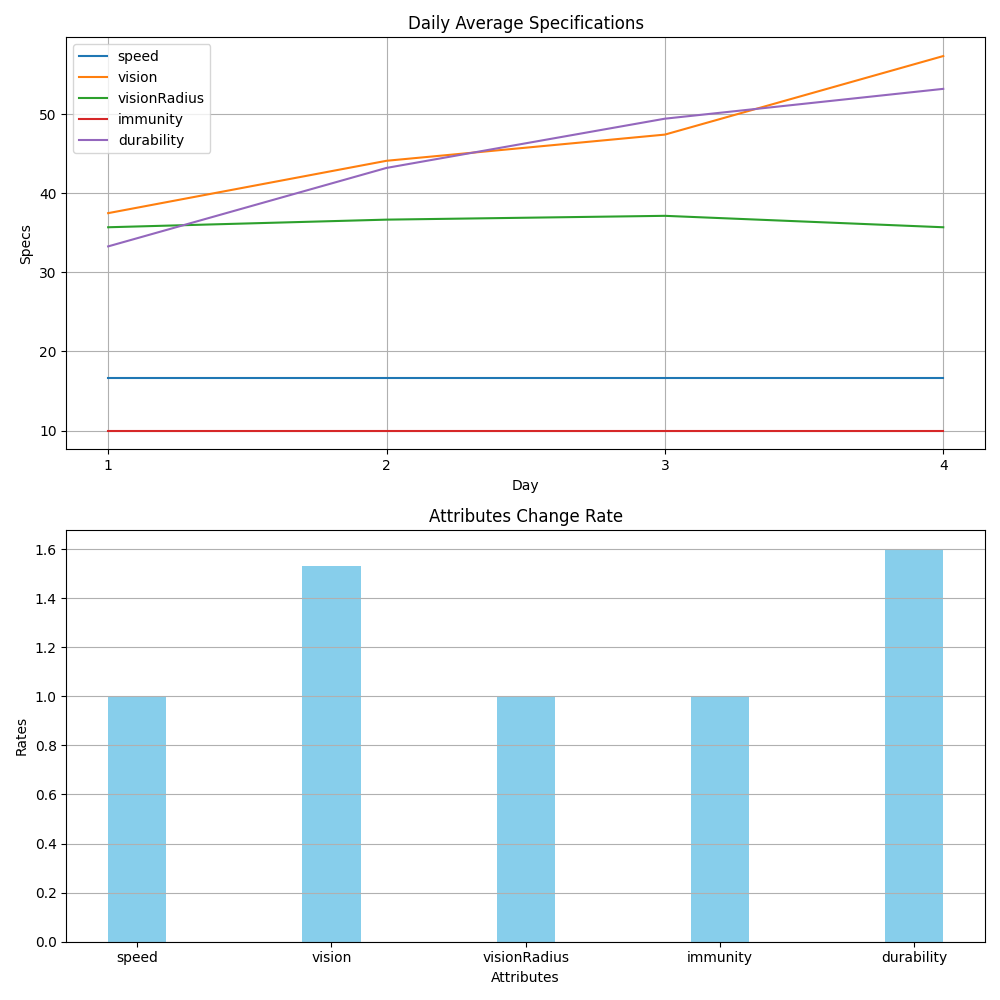 Daily Average Specifications
speed
vision
visionRadius
immunity
durability
50
40
30
20
10
Specs
1 2 3 4
Day
Attributes Change Rate
1.6
1.4
1.2
1.0
0.8
0.6
0.4
0.2
0.0
Rates
speed vision visionRadius immunity durability
Attributes